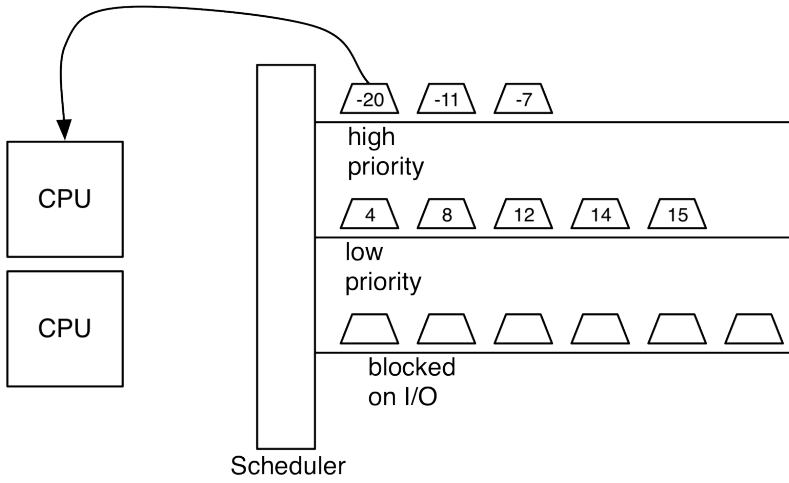 -20 -11 -7
high
priority
CPU
4 8 12 14 15
low
priority
CPU
blocked
on I/O
Scheduler